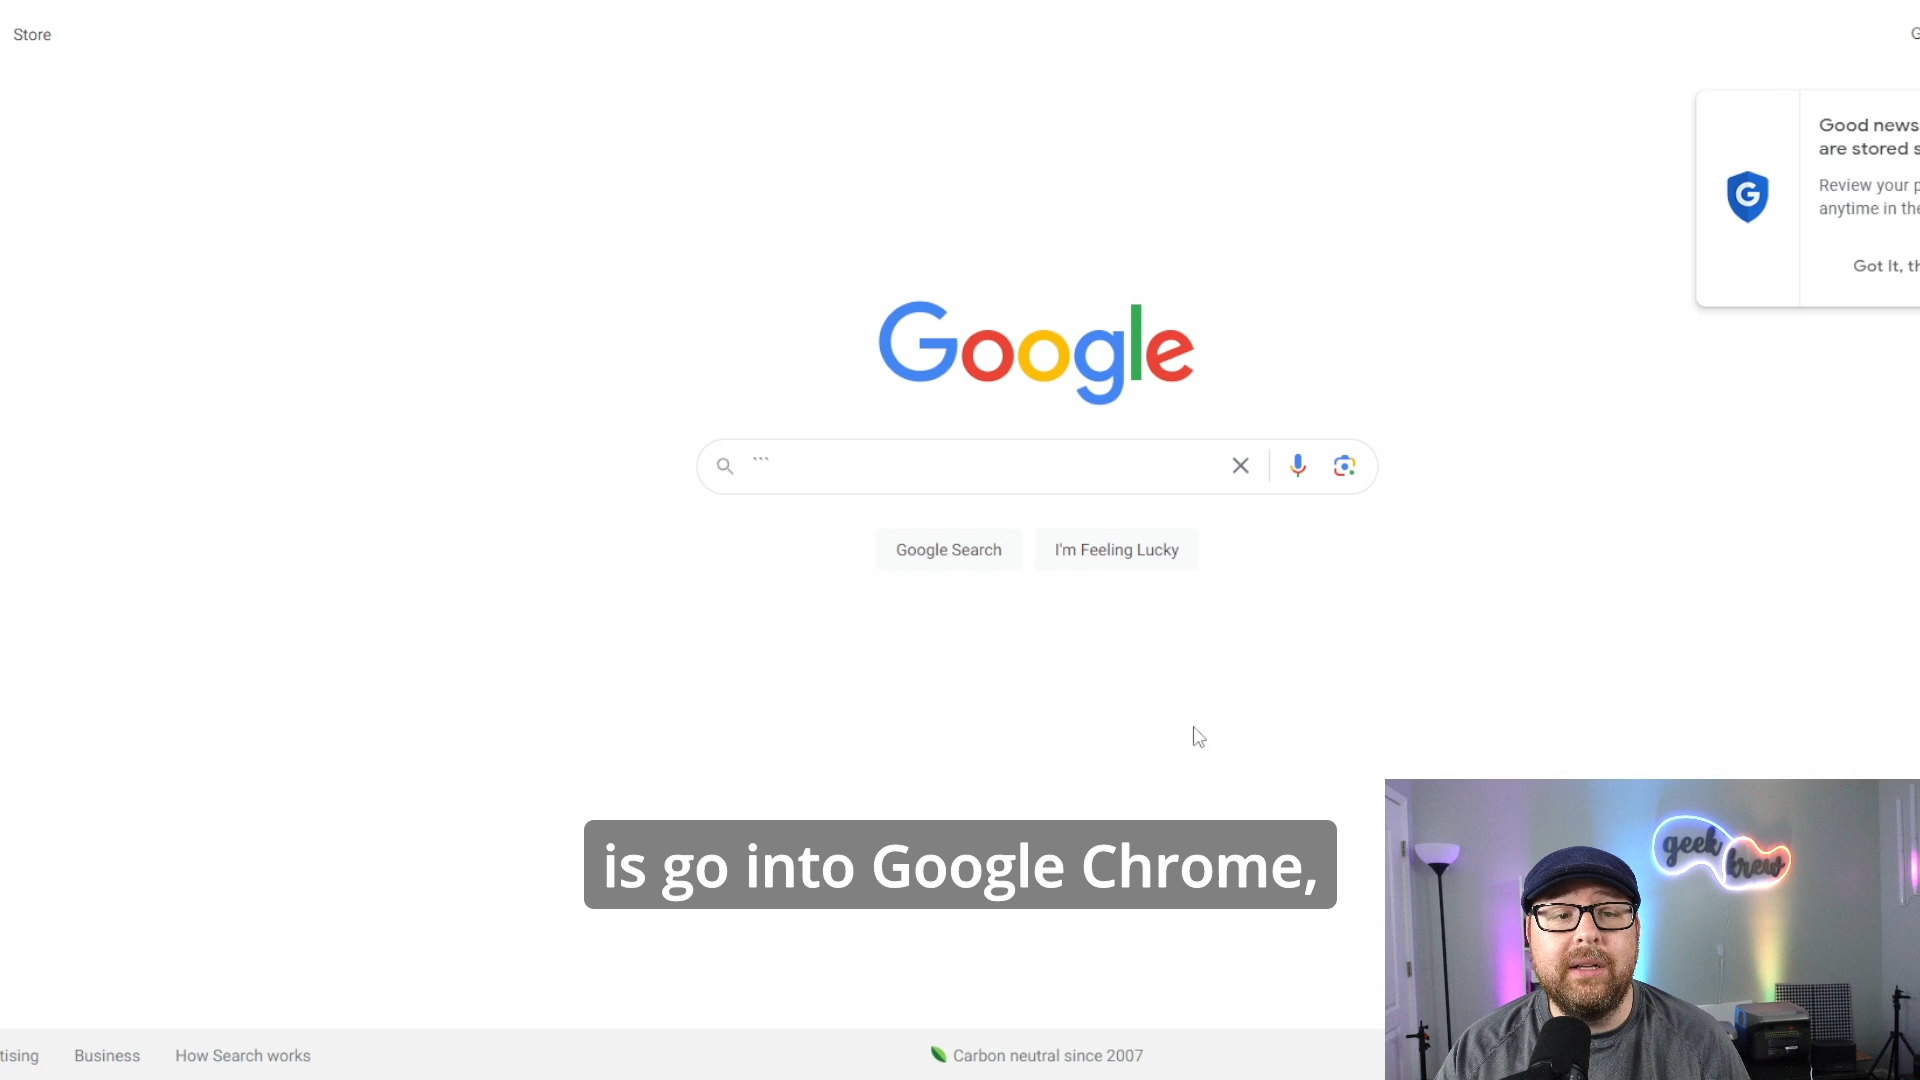 Store
G
Good news
are stored s
Review your p
anytime in the
Got It, th
G
Google
```
Google Search
I'm Feeling Lucky
is go into Google Chrome,
geek
brew
tising
Business
How Search works
Carbon neutral since 2007